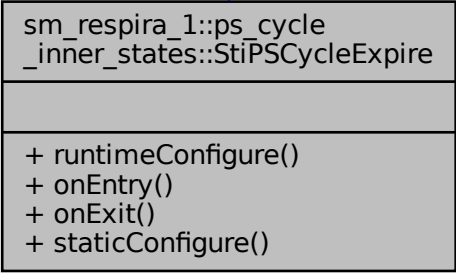 sm_respira_1::ps_cycle
_inner_states::StiPSCycleExpire
+ runtimeConfigure()
+ onEntry()
+ onExit()
+ staticConfigure()